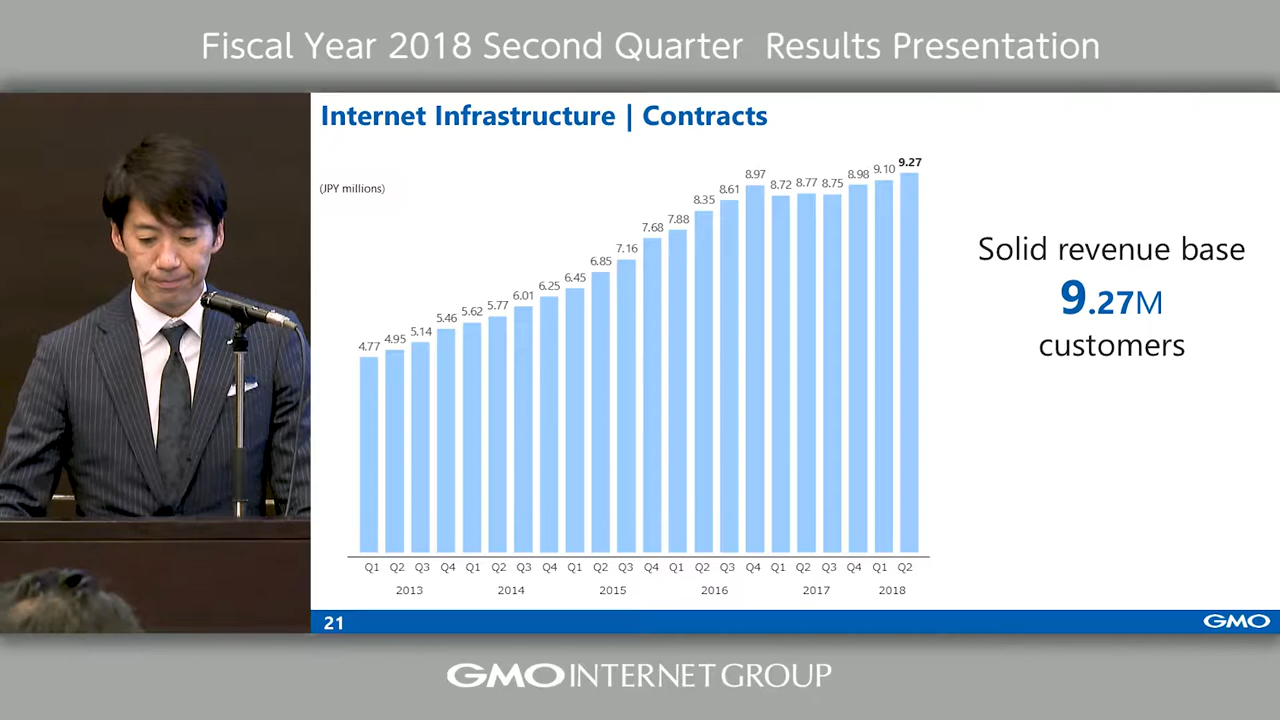 Fiscal Year 2018 Second Quarter Results Presentation
Internet Infrastructure | Contracts
(JPY millions)
4.77 4.95 5.14 5.46 5.62 5.77 6.01 6.25 6.45 6.85 7.16 7.68 7.88 8.35 8.61 8.97 8.72 8.77 8.75 8.98 9.10 9.27
Q1 Q2 Q3 Q4 Q1 Q2 Q3 Q4 Q1 Q2 Q3 Q4 Q1 Q2 Q3 Q4 Q1 Q2 Q3 Q4 Q1 Q2
2013 2014 2015 2016 2017 2018
Solid revenue base
9.27M
customers
21
GMO
GMO INTERNET GROUP